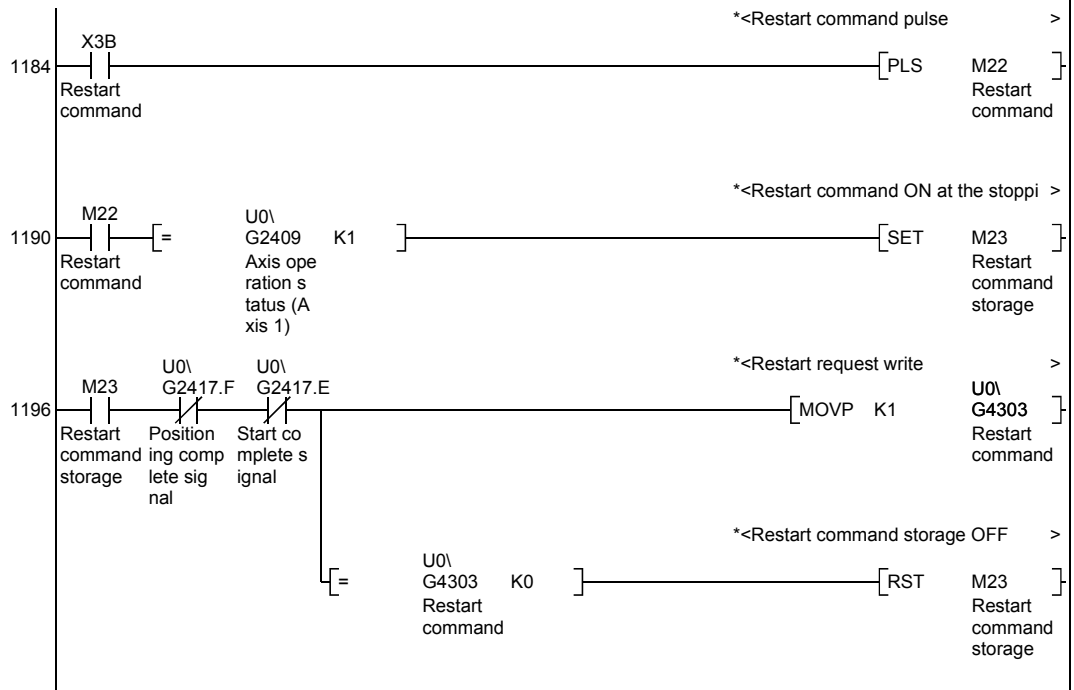 *<Restart command pulse >
X3B
1184 PLS M22
Restart
command
Restart
command
*<Restart command ON at the stoppi >
M22
U0\
1190 = G2409 K1 SET M23
Restart
command
Axis ope
ration s
tatus (A
xis 1)
Restart
command
storage
*<Restart request write >
M23
U0\
G2417.F
U0\
G2417.E
U0\
1196 MOVP K1 G4303
Restart
command
storage
Position
ing comp
lete sig
nal
Start co
mplete s
ignal
Restart
command
*<Restart command storage OFF >
U0\
= G4303 K0 RST M23
Restart
command
Restart
command
storage